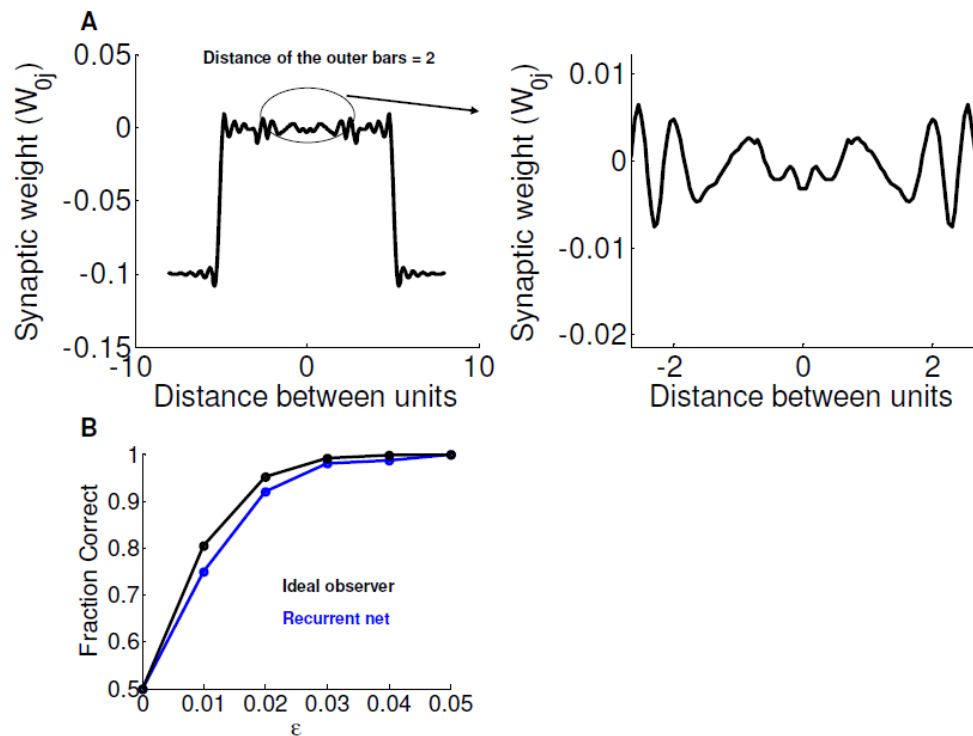 A
Distance of the outer bars = 2
Synaptic weight (W0j)
0.05
0
-0.05
-0.1
-0.15
-10
0
10
Distance between units
Synaptic weight (W0j)
0.01
0
-0.01
-0.02
-2
0
2
Distance between units
B
Fraction Correct
1
0.9
0.8
0.7
0.6
0.5
Ideal observer
Recurrent net
0 0.01 0.02 0.03 0.04 0.05
ε